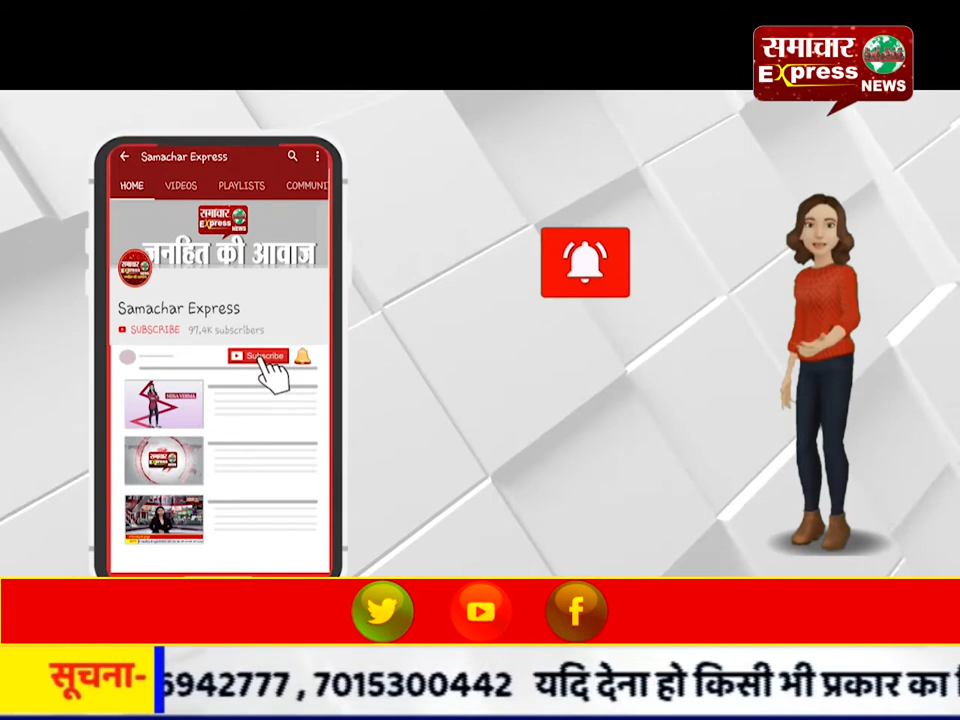 समाचार
Express
NEWS
Samachar Express
HOME VIDEOS PLAYLISTS COMMUNI
समाचार
Express
NEWS
जनहित की आवाज
Samachar Express
SUBSCRIBE 97.4K subscribers
Subscribe
सूचना- 6942777 , 7015300442 यदि देना हो किसी भी प्रकार का